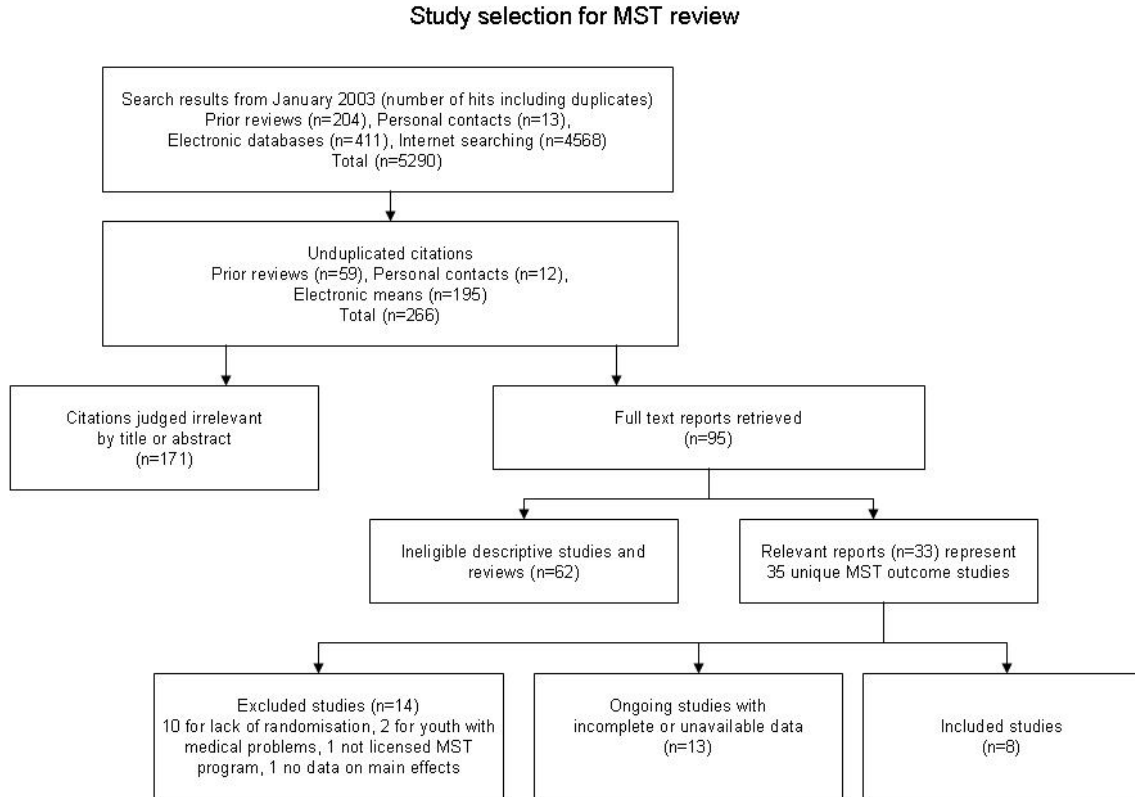 Study selection for MST review
Search results from January 2003 (number of hits including duplicates)
Prior reviews (n=204), Personal contacts (n=13),
Electronic databases (n=411), Internet searching (n=4568)
Total (n=5290)
Unduplicated citations
Prior reviews (n=59), Personal contacts (n=12),
Electronic means (n=195)
Total (n=266)
Citations judged irrelevant
by title or abstract
(n=171)
Full text reports retrieved
(n=95)
Ineligible descriptive studies and
reviews (n=62)
Relevant reports (n=33) represent
35 unique MST outcome studies
Excluded studies (n=14)
10 for lack of randomisation, 2 for youth with
medical problems, 1 not licensed MST
program, 1 no data on main effects
Ongoing studies with
incomplete or unavailable data
(n=13)
Included studies
(n=8)